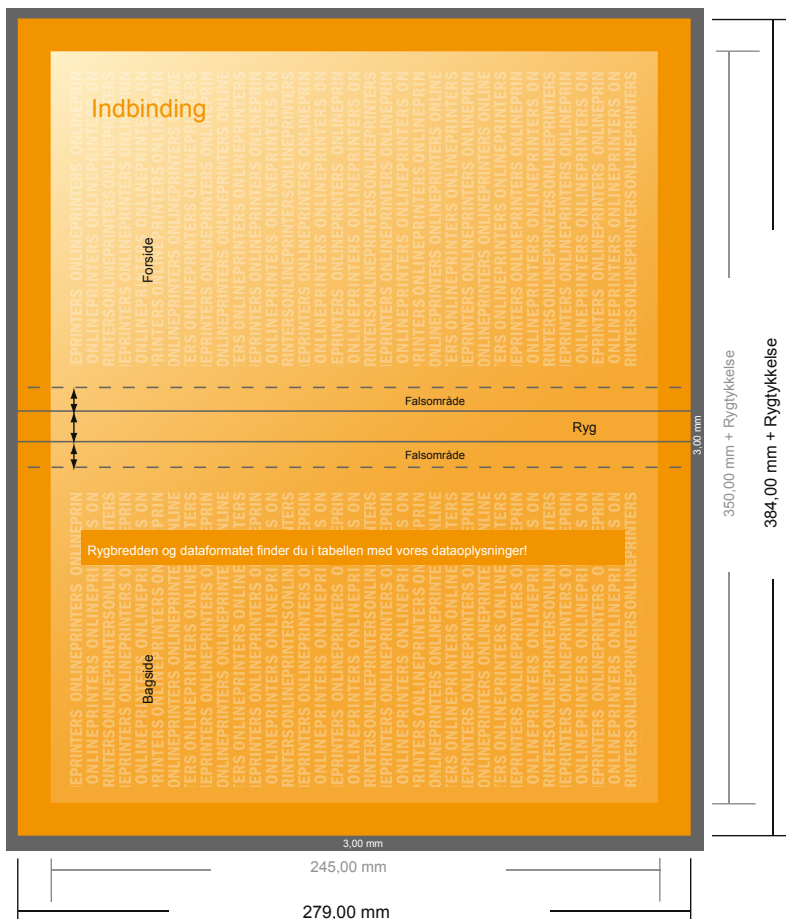 Indbinding
Forside
Falsområde
Ryg
Falsområde
Rygbredden og dataformatet finder du i tabellen med vores dataoplysninger!
Bagside
3,00 mm
350,00 mm + Rygtykkelse
384,00 mm + Rygtykkelse
3,00 mm
245,00 mm
279,00 mm